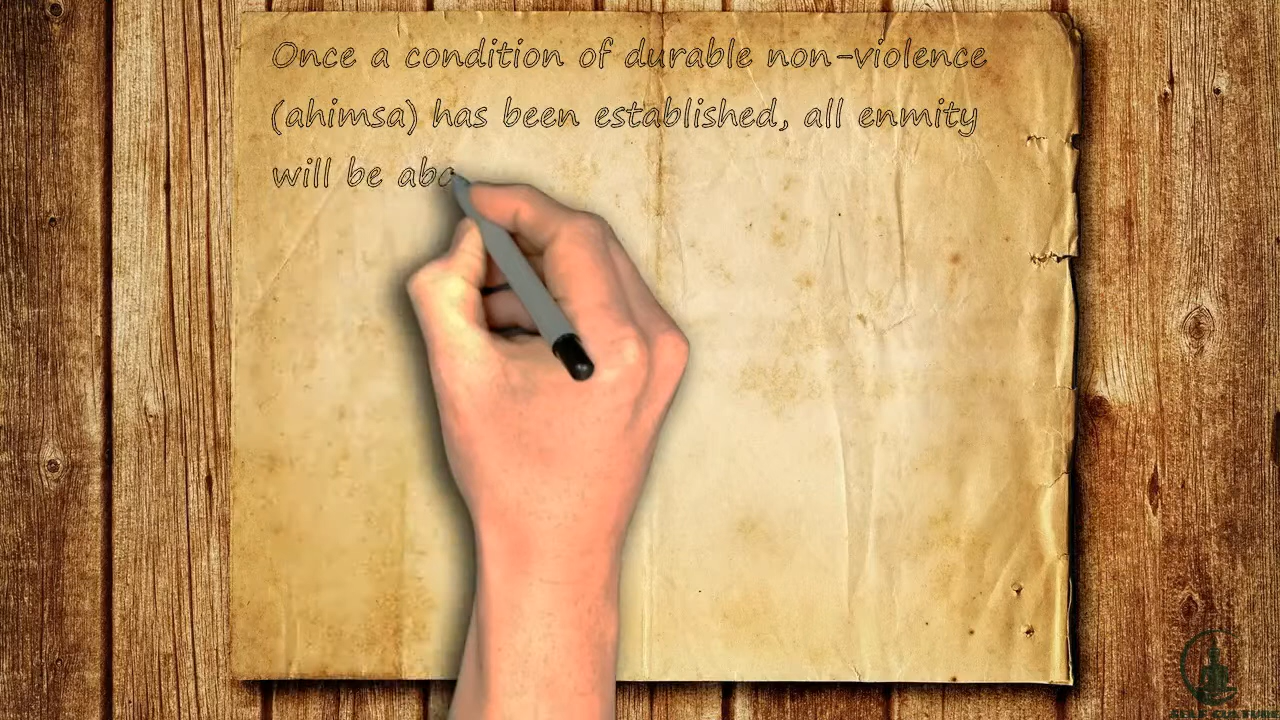 Once a condition of durable non-violence
(ahimsa) has been established, all enmity
will be abo